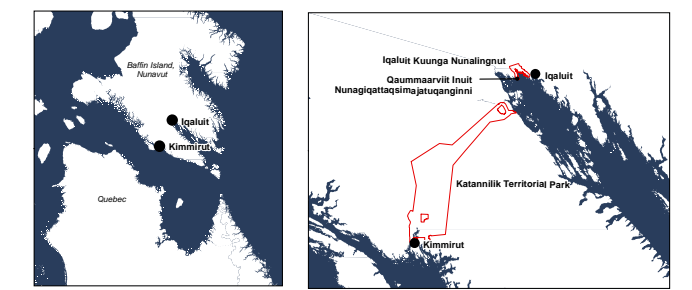 Baffin Island,
Nunavut
Iqaluit
Kimmirut
Quebec
Iqaluit Kuunga Nunalingnut
Iqaluit
Qaummaarviit Inuit
Nunagiqattaqsimajatuqanginni
Katannilik Territorial Park
Kimmirut